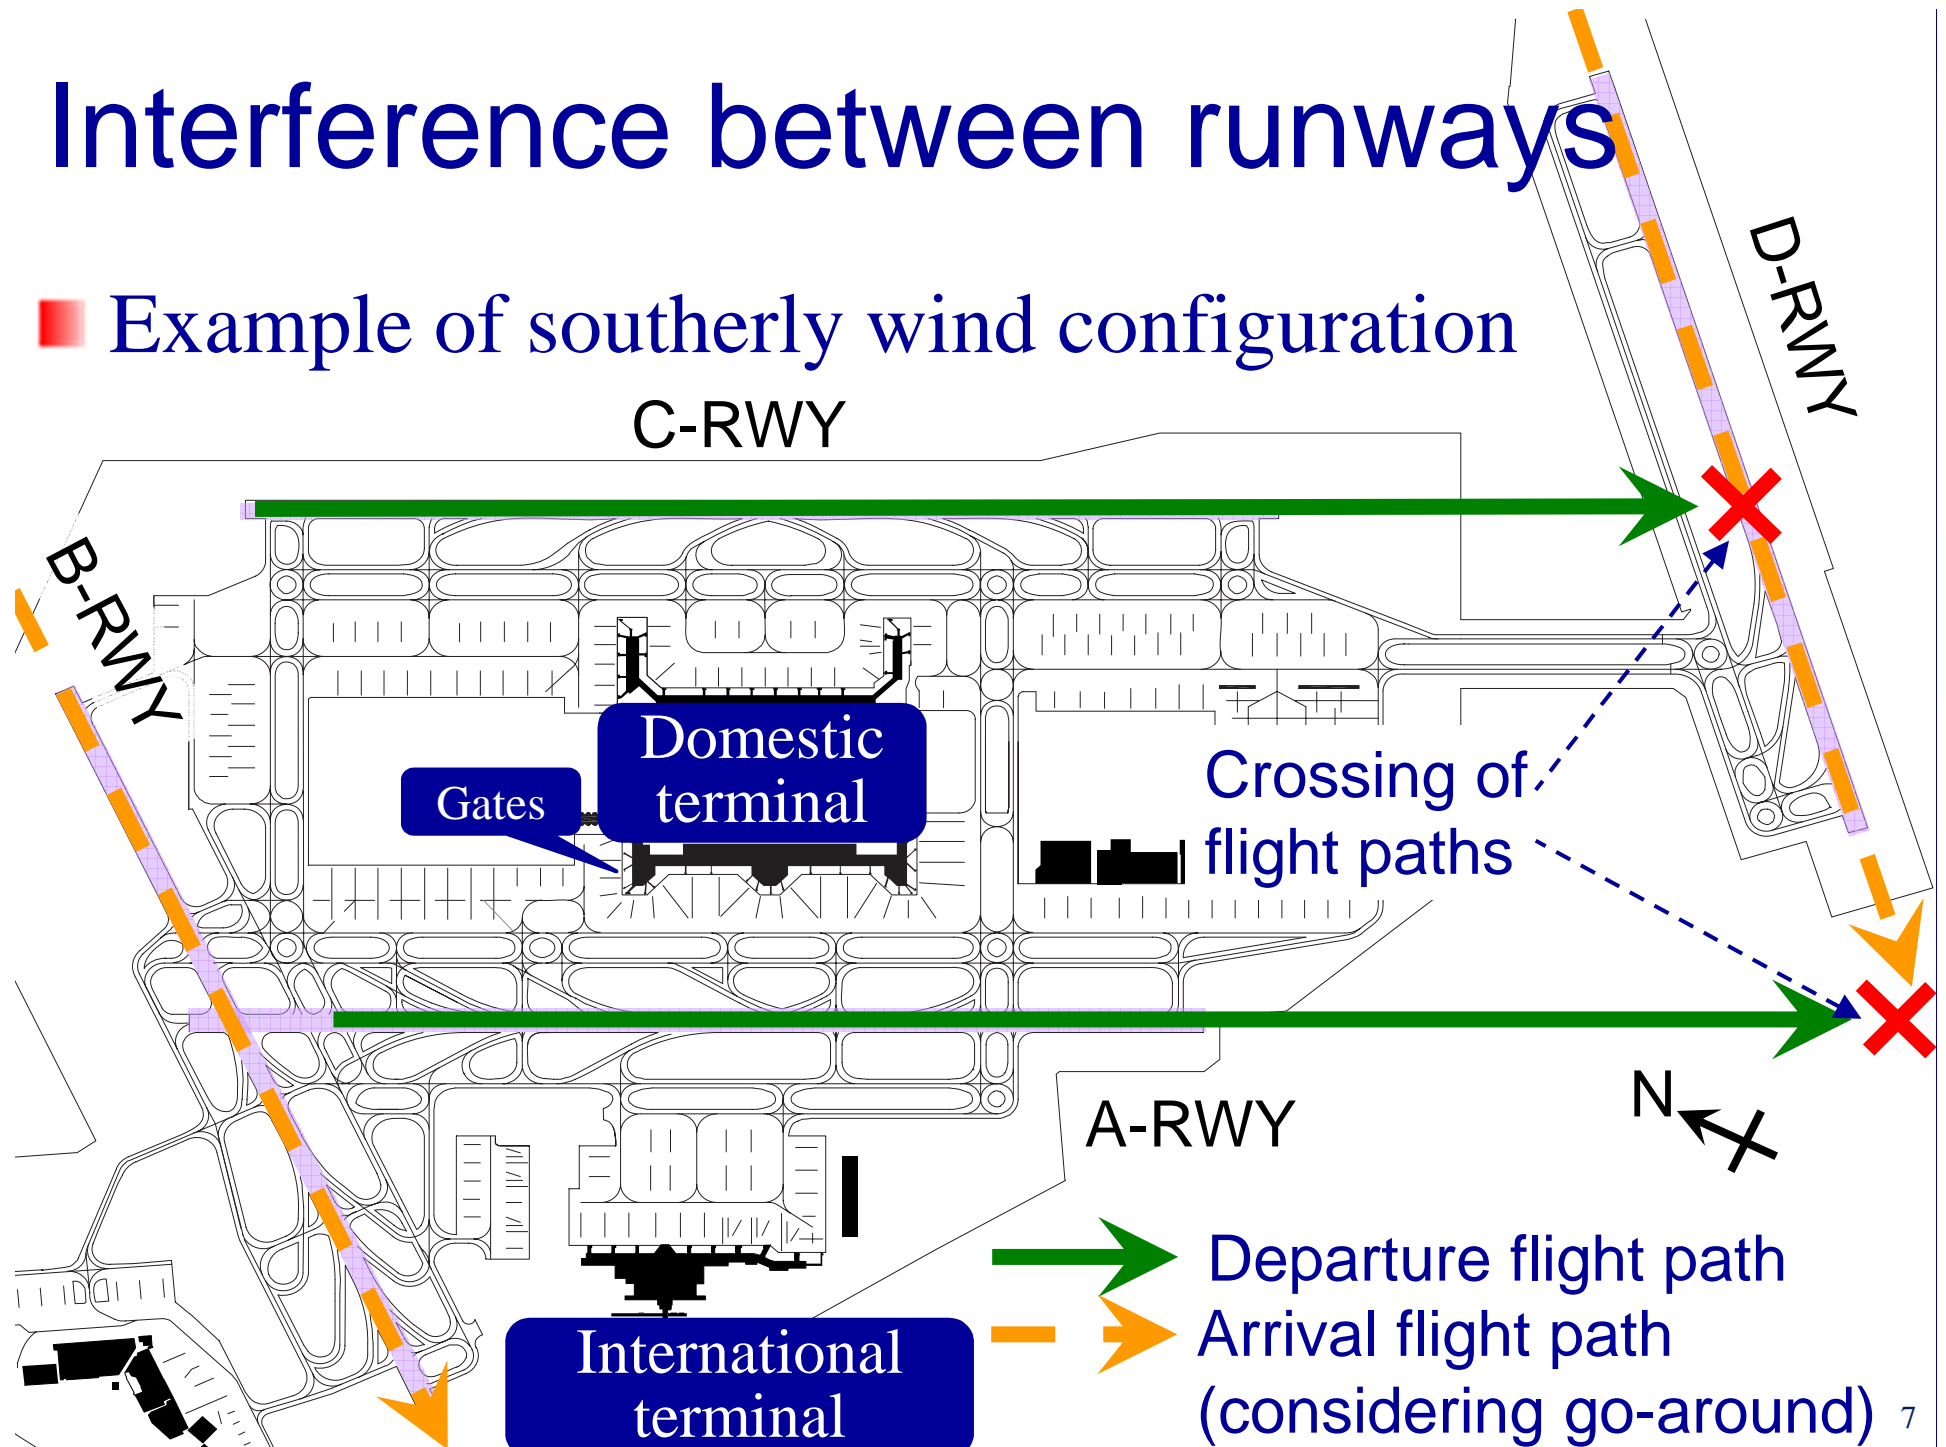 Interference between runways
Example of southerly wind configuration
C-RWY
D-RWY
B-RWY
Domestic
terminal
Gates
Crossing of
flight paths
N
A-RWY
Departure flight path
Arrival flight path
(considering go-around)
International
terminal
7